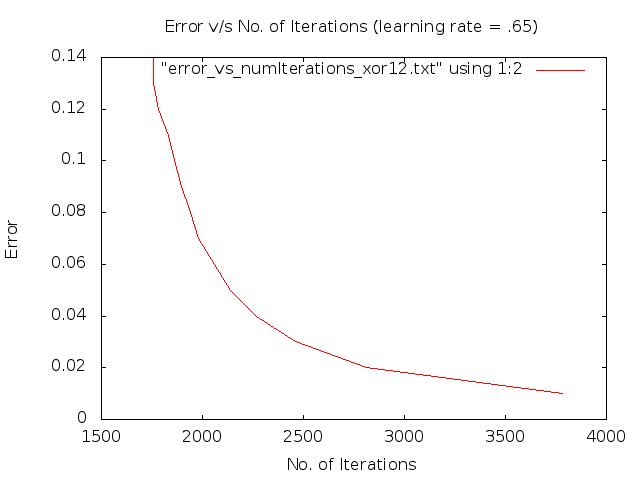 Error v/s No. of Iterations (learning rate = .65)
"error_vs_numIterations_xor12.txt" using 1:2
0.14
0.12
0.1
0.08
0.06
0.04
0.02
0
Error
1500 2000 2500 3000 3500 4000
No. of Iterations